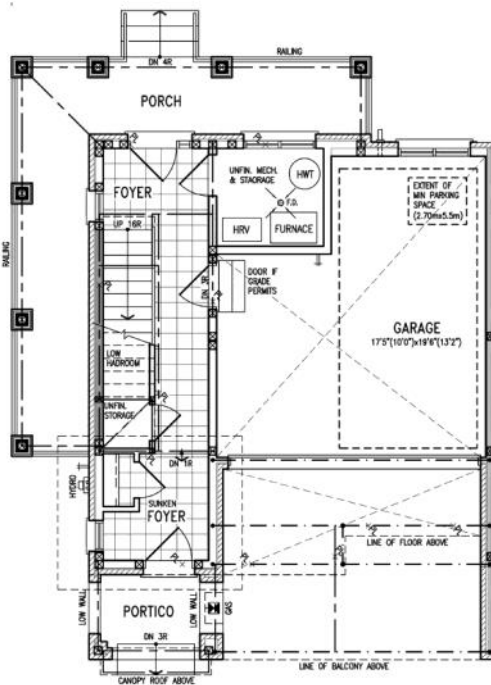 RAILING
DN 4R
PORCH
FOYER
UNFIN. MECH.
& STAORAGE
HWT
F.D.
HRV
FURNACE
EXTENT OF
MIN PARKING
SPACE
(2.70mx5.5m)
UP 16R
RAILING
DN 3R
DOOR IF
GRADE
PERMITS
GARAGE
17'5"(10'0")x19'6"(13'2")
LOW
HADROOM
UNFIN.
STORAGE
DN 1R
HYDRO
SUNKEN
FOYER
LINE OF FLOOR ABOVE
LOW WALL
PORTICO
LOW WALL
GAS
DN 3R
CANOPY ROOF ABOVE
LINE OF BALCONY ABOVE